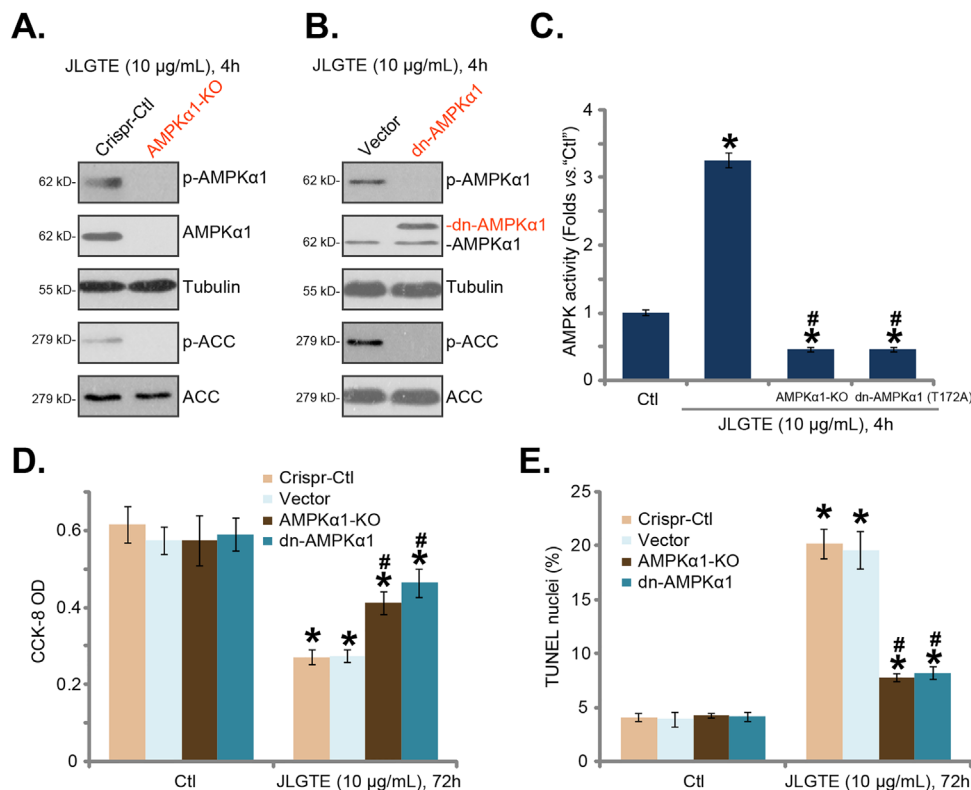 A.
JLGTE (10 µg/mL), 4h
Crispr-Ctl
AMPKα1-KO
62 kD-
p-AMPKα1
62 kD-
AMPKα1
55 kD-
Tubulin
279 kD-
p-ACC
279 kD-
ACC
B.
JLGTE (10 µg/mL), 4h
Vector
dn-AMPKα1
62 kD-
p-AMPKα1
-dn-AMPKα1
62 kD-
-AMPKα1
55 kD-
Tubulin
279 kD-
p-ACC
279 kD-
ACC
C.
AMPK activity (Folds vs."Ctl")
4
3
2
1
0
*
#
*
#
*
Ctl
AMPKα1-KO
dn-AMPKα1 (T172A)
JLGTE (10 µg/mL), 4h
D.
Crispr-Ctl
Vector
AMPKα1-KO
dn-AMPKα1
CCK-8 OD
0.6
0.4
0.2
0
*
*
#
*
#
*
Ctl
JLGTE (10 µg/mL), 72h
E.
Crispr-Ctl
Vector
AMPKα1-KO
dn-AMPKα1
TUNEL nuclei (%)
25
20
15
10
5
0
*
*
#
*
#
*
Ctl
JLGTE (10 µg/mL), 72h